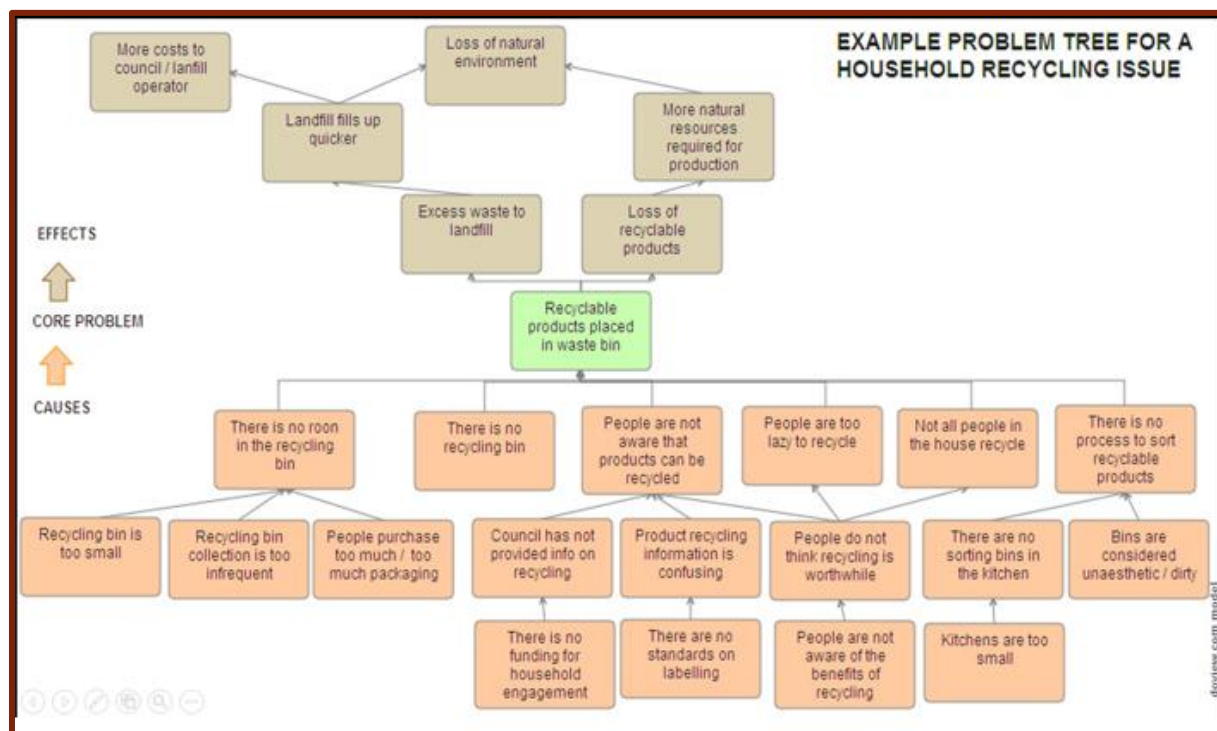 EXAMPLE PROBLEM TREE FOR A
HOUSEHOLD RECYCLING ISSUE
More costs to
council / lanfill
operator
Loss of natural
environment
Landfill fills up
quicker
More natural
resources
required for
production
Excess waste to
landfill
Loss of
recyclable
products
EFFECTS
CORE PROBLEM
CAUSES
Recyclable
products placed
in waste bin
There is no roon
in the recycling
bin
There is no
recycling bin
People are not
aware that
products can be
recycled
People are too
lazy to recycle
Not all people in
the house recycle
There is no
process to sort
recyclable
products
Recycling bin is
too small
Recycling bin
collection is too
infrequent
People purchase
too much / too
much packaging
Council has not
provided info on
recycling
Product recycling
information is
confusing
People do not
think recycling is
worthwhile
There are no
sorting bins in
the kitchen
Bins are
considered
unaesthetic / dirty
There is no
funding for
household
engagement
There are no
standards on
labelling
People are not
aware of the
benefits of
recycling
Kitchens are too
small
doview.com model